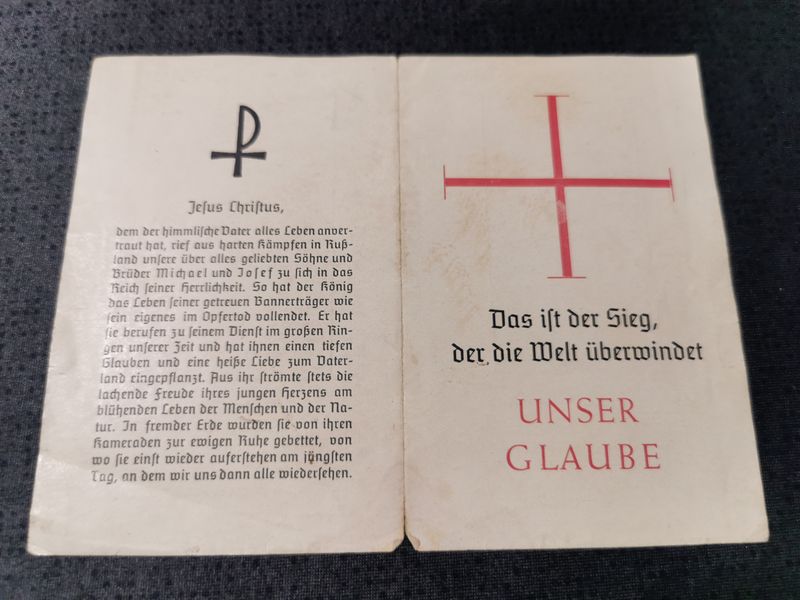 Jesus Christus,
dem der himmlische Vater alles Leben anver-
traut hat, rief aus harten Kämpfen in Ruß-
land unsere über alles geliebten Söhne und
Brüder Michael und Josef zu sich in das
Reich seiner Herrlichkeit. So hat der König
das Leben seiner getreuen Bannerträger wie
sein eigenes im Opfertod vollendet. Er hat
sie berufen zu seinem Dienst im großen Rin-
gen unserer Zeit und hat ihnen einen tiefen
Glauben und eine heiße Liebe zum Vater-
land eingepflanzt. Aus ihr strömte stets die
lachende Freude ihres jungen Herzens am
blühenden Leben der Menschen und der Na-
tur. In fremder Erde wurden sie von ihren
Kameraden zur ewigen Ruhe gebettet, von
wo sie einst wieder auferstehen am jüngsten
Tag, an dem wir uns dann alle wiedersehen.
Das ist der Sieg,
der die Welt überwindet
UNSER
GLAUBE